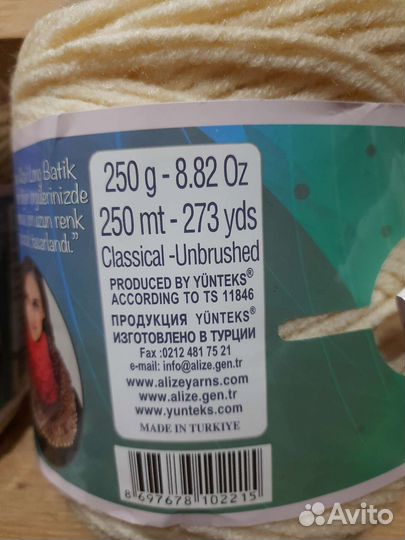 Batik
250 g - 8.82 Oz
250 mt - 273 yds
Classical -Unbrushed
PRODUCED BY YÜNTEKS®
ACCORDING TO TS 11846
ПРОДУКЦИЯ YÜNTEKS®
ИЗГОТОВЛЕНО В ТУРЦИИ
Fax :0212 481 75 21
e-mail: info@alize.gen.tr
www.alizeyarns.com
www.alize.gen.tr
www.yunteks.com
MADE IN TURKIYE
8 697678 102215
uzun renk
Avito